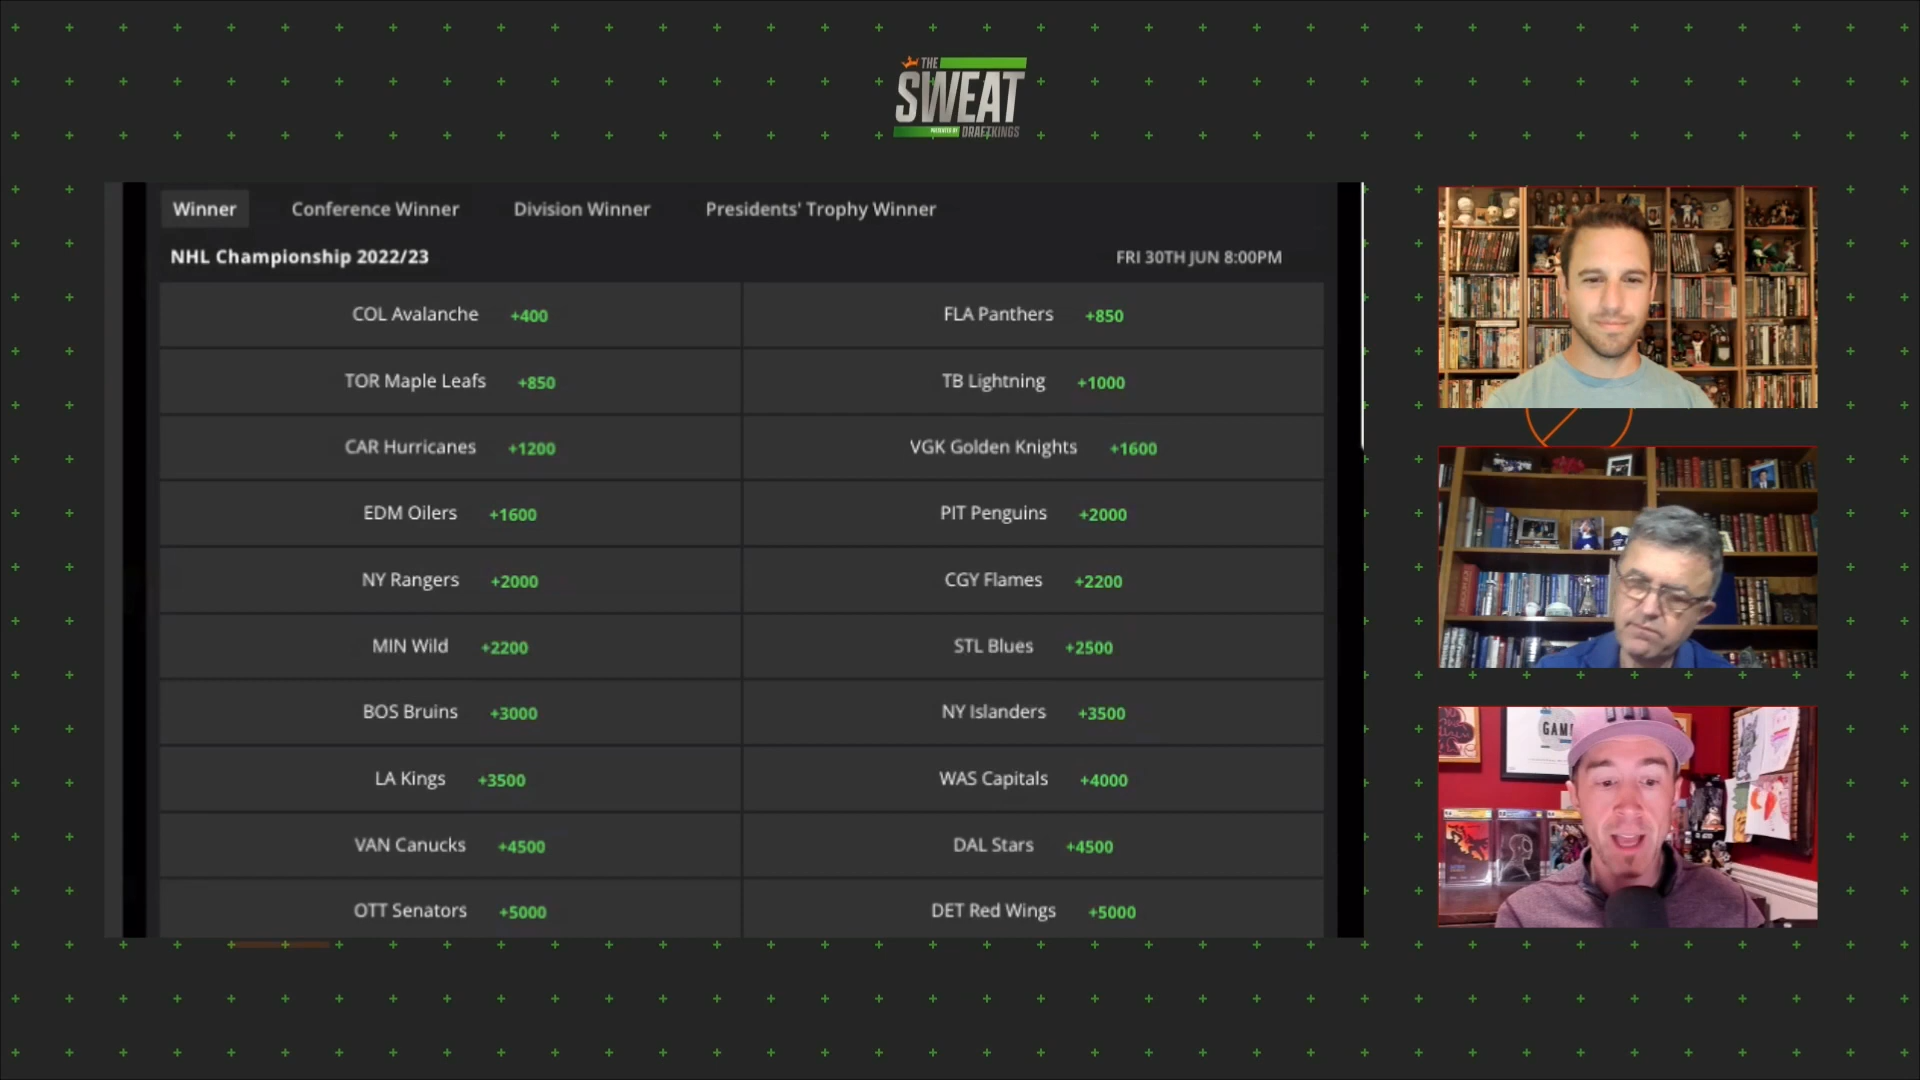 THE
SWEAT
PRESENTED BY DRAFTKINGS
Winner Conference Winner Division Winner Presidents' Trophy Winner
NHL Championship 2022/23 FRI 30TH JUN 8:00PM
COL Avalanche +400 FLA Panthers +850
TOR Maple Leafs +850 TB Lightning +1000
CAR Hurricanes +1200 VGK Golden Knights +1600
EDM Oilers +1600 PIT Penguins +2000
NY Rangers +2000 CGY Flames +2200
MIN Wild +2200 STL Blues +2500
BOS Bruins +3000 NY Islanders +3500
LA Kings +3500 WAS Capitals +4000
VAN Canucks +4500 DAL Stars +4500
OTT Senators +5000 DET Red Wings +5000